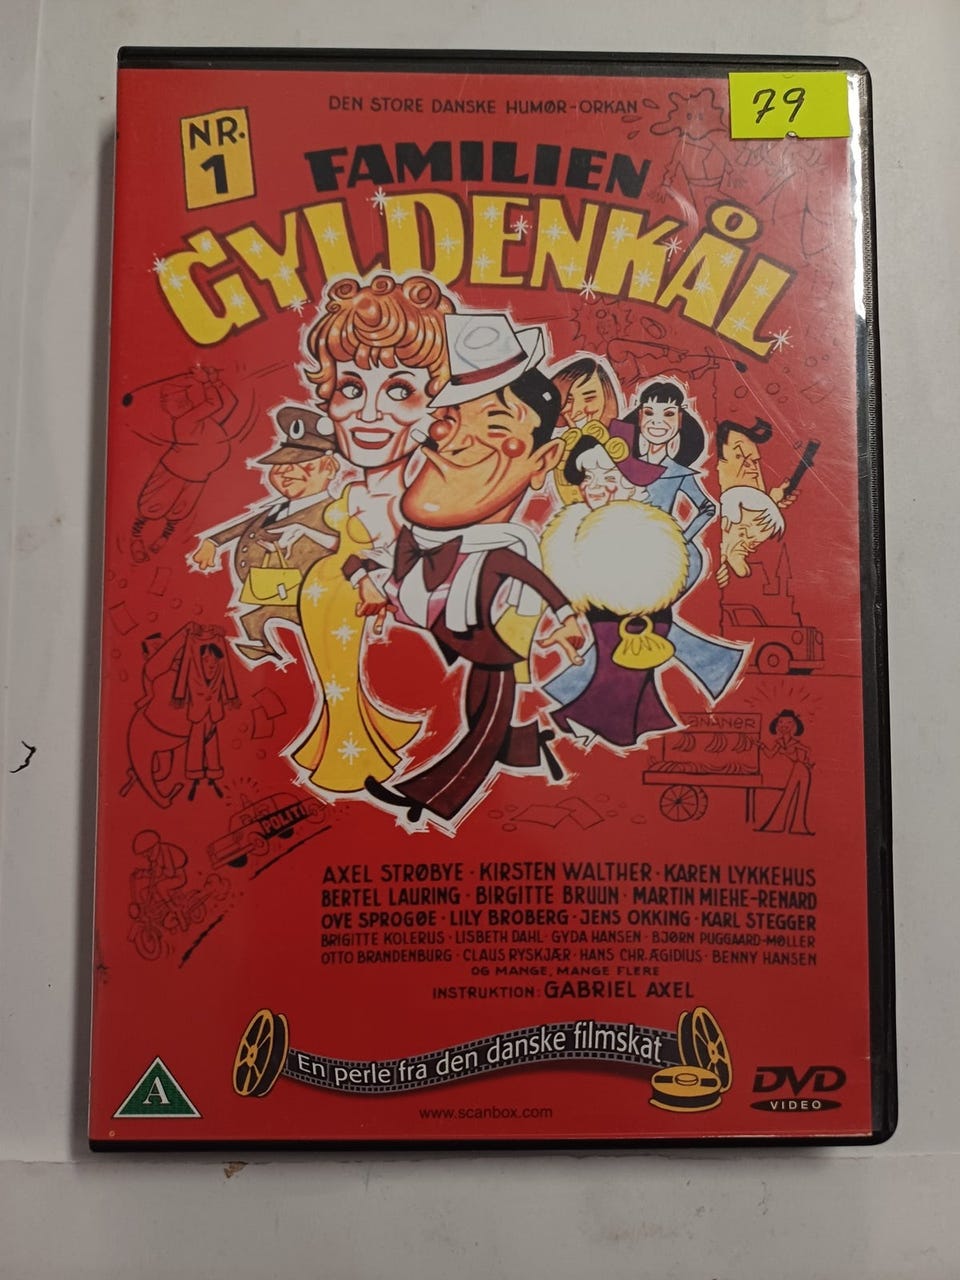 79
DEN STORE DANSKE HUMØR-ORKAN
NR.
1
FAMILIEN
GYLDENKÅL
ANANER
POLITI
AXEL STRØBYE · KIRSTEN WALTHER · KAREN LYKKEHUS
BERTEL LAURING · BIRGITTE BRUUN · MARTIN MIEHE-RENARD
OVE SPROGØE · LILY BROBERG · JENS OKKING · KARL STEGGER
BRIGITTE KOLERUS · LISBETH DAHL · GYDA HANSEN · BJØRN PUGGAARD-MØLLER
OTTO BRANDENBURG · CLAUS RYSKJÆR · HANS CHR. ÆGIDIUS · BENNY HANSEN
OG MANGE, MANGE FLERE
INSTRUKTION: GABRIEL AXEL
En perle fra den danske filmskat
A
DVD
VIDEO
www.scanbox.com